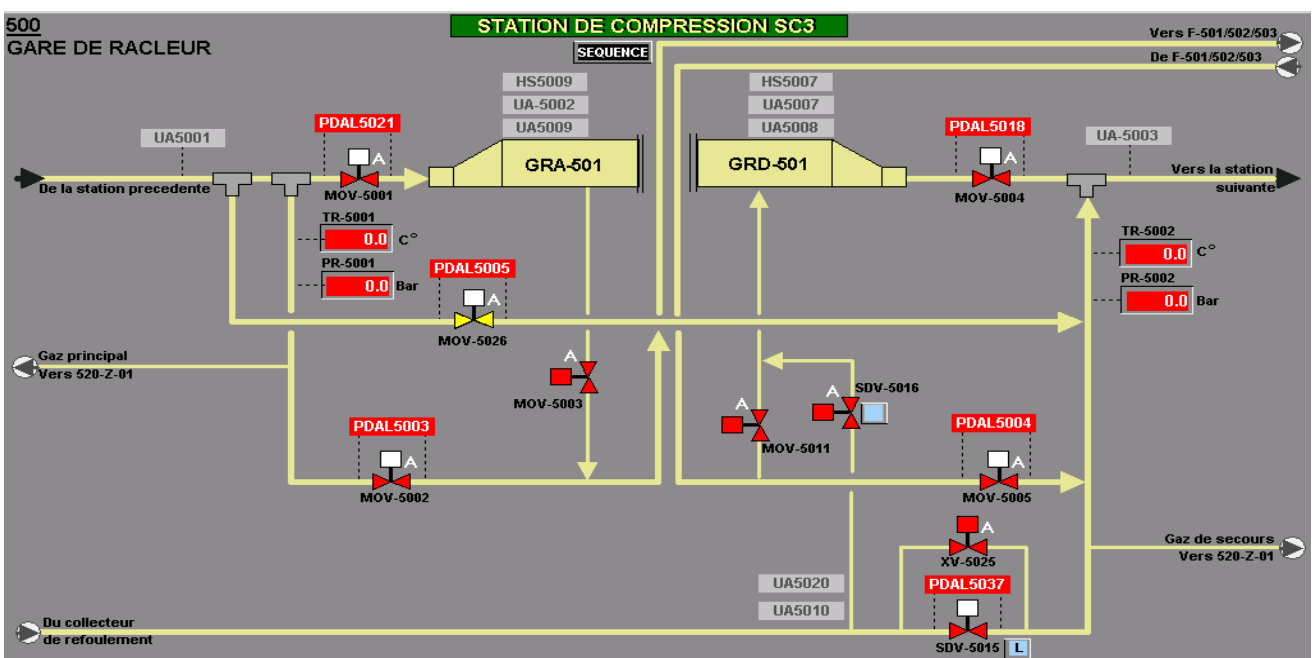 500
STATION DE COMPRESSION SC3
GARE DE RACLEUR
SEQUENCE
Vers F-501/502/503
De F-501/502/503
HS5009
UA-5002
UA5009
HS5007
UA5007
UA5008
UA5001
PDAL5021
A
MOV-5001
GRA-501
GRD-501
PDAL5018
A
MOV-5004
UA-5003
De la station precedente
Vers la station
suivante
TR-5001
0.0 C°
PR-5001
0.0 Bar
TR-5002
0.0 C°
PR-5002
0.0 Bar
PDAL5005
A
MOV-5026
Gaz principal
Vers 520-Z-01
A
MOV-5003
A
MOV-5011
A
SDV-5016
PDAL5003
A
MOV-5002
PDAL5004
A
MOV-5005
A
XV-5025
Gaz de secours
Vers 520-Z-01
UA5020
UA5010
PDAL5037
SDV-5015
L
Du collecteur
de refoulement